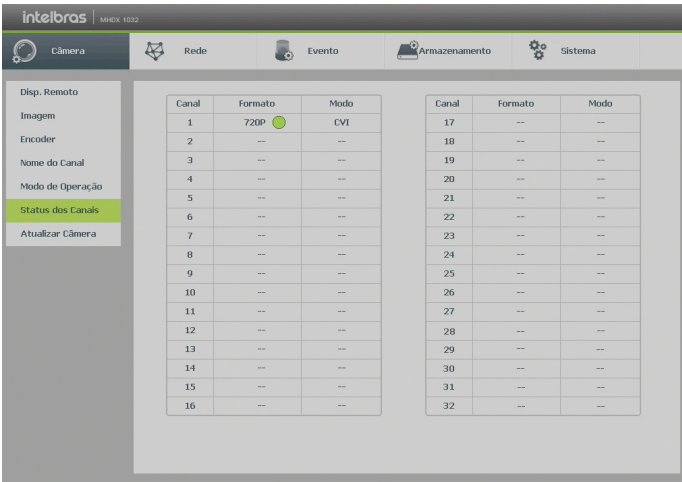 intelbras MHDX 1032
Câmera Rede Evento Armazenamento Sistema
Disp. Remoto
Imagem
Encoder
Nome do Canal
Modo de Operação
Status dos Canais
Atualizar Câmera
Canal Formato Modo
1 720P CVI
2 -- --
3 -- --
4 -- --
5 -- --
6 -- --
7 -- --
8 -- --
9 -- --
10 -- --
11 -- --
12 -- --
13 -- --
14 -- --
15 -- --
16 -- --
Canal Formato Modo
17 -- --
18 -- --
19 -- --
20 -- --
21 -- --
22 -- --
23 -- --
24 -- --
25 -- --
26 -- --
27 -- --
28 -- --
29 -- --
30 -- --
31 -- --
32 -- --